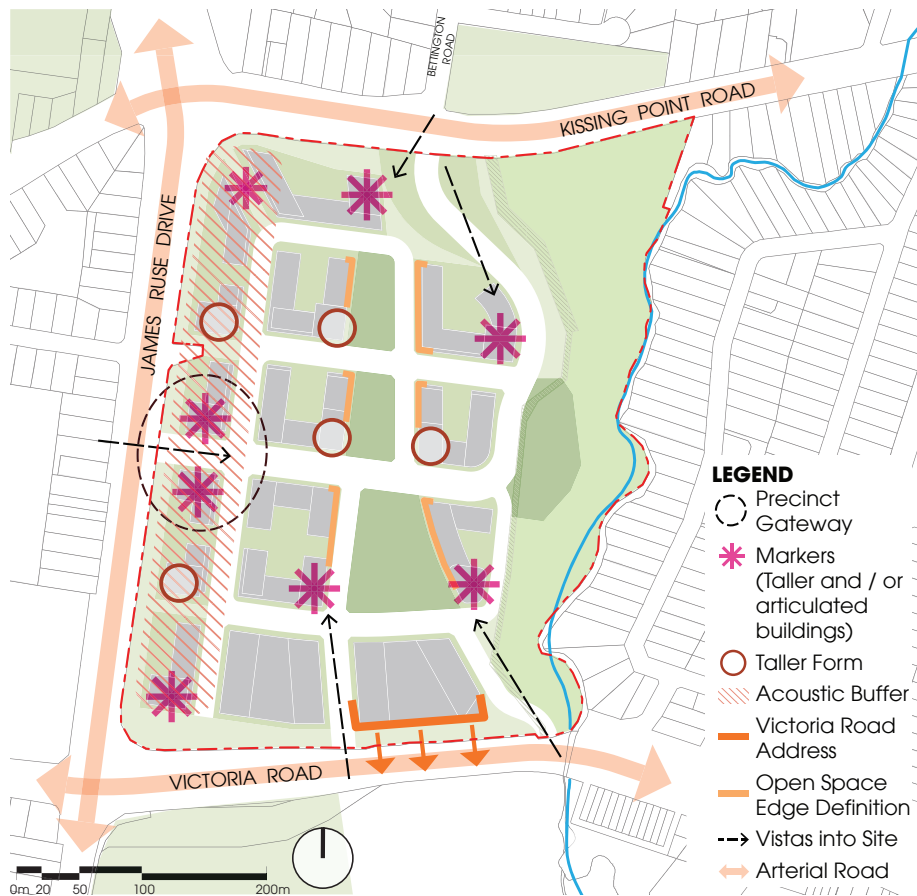 BETTINGTON
ROAD
KISSING POINT ROAD
JAMES RUSE DRIVE
VICTORIA ROAD
LEGEND
Precinct
Gateway
Markers
(Taller and / or
articulated
buildings)
Taller Form
Acoustic Buffer
Victoria Road
Address
Open Space
Edge Definition
Vistas into Site
Arterial Road
0m 20 50 100 200m